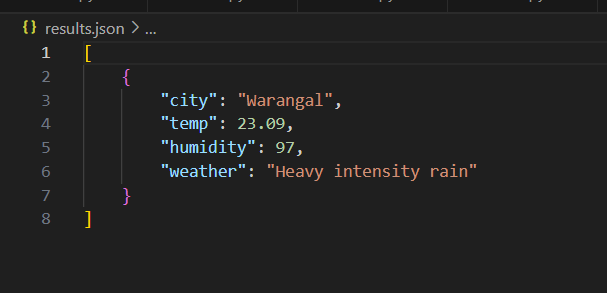 {} results.json > ...
1 [
2     {
3         "city": "Warangal",
4         "temp": 23.09,
5         "humidity": 97,
6         "weather": "Heavy intensity rain"
7     }
8 ]